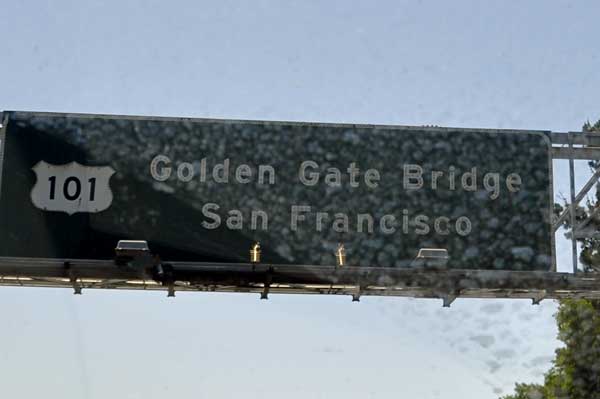 101
Golden Gate Bridge
San Francisco